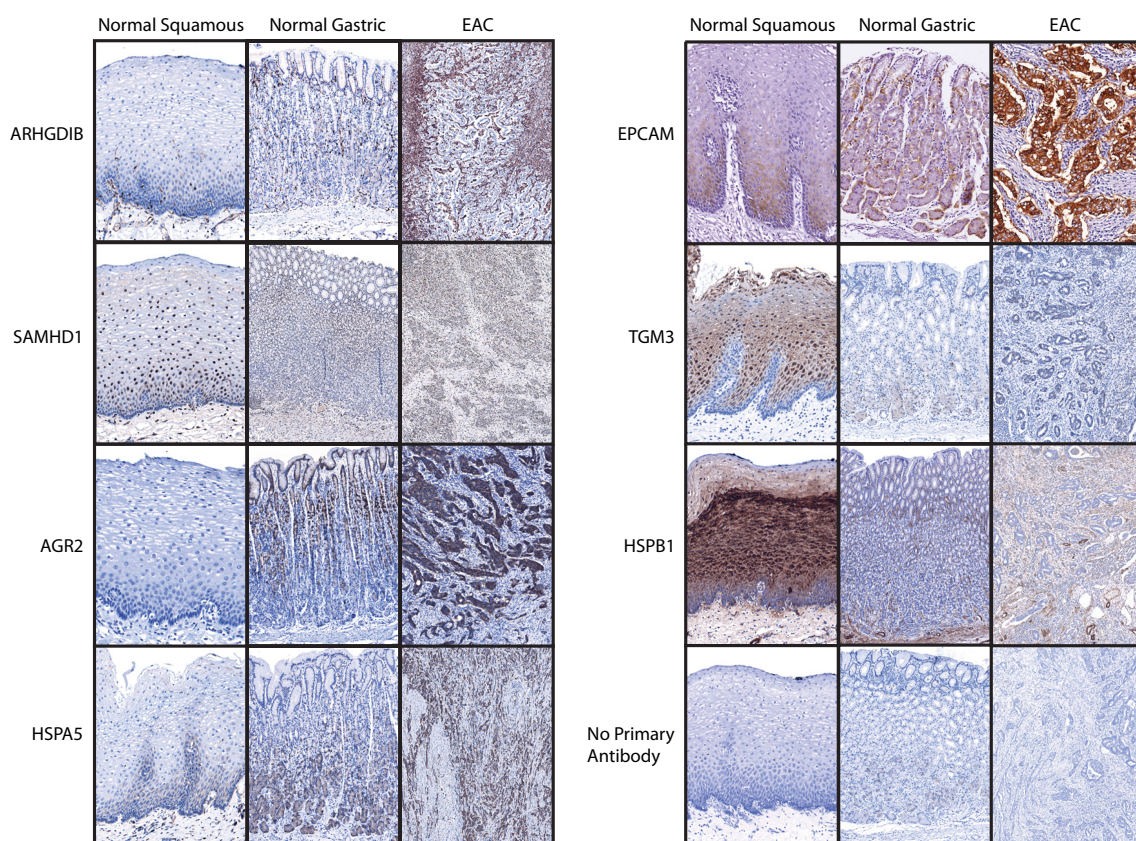 Normal Squamous Normal Gastric EAC
ARHGDIB
SAMHD1
AGR2
HSPA5
Normal Squamous Normal Gastric EAC
EPCAM
TGM3
HSPB1
No Primary
Antibody